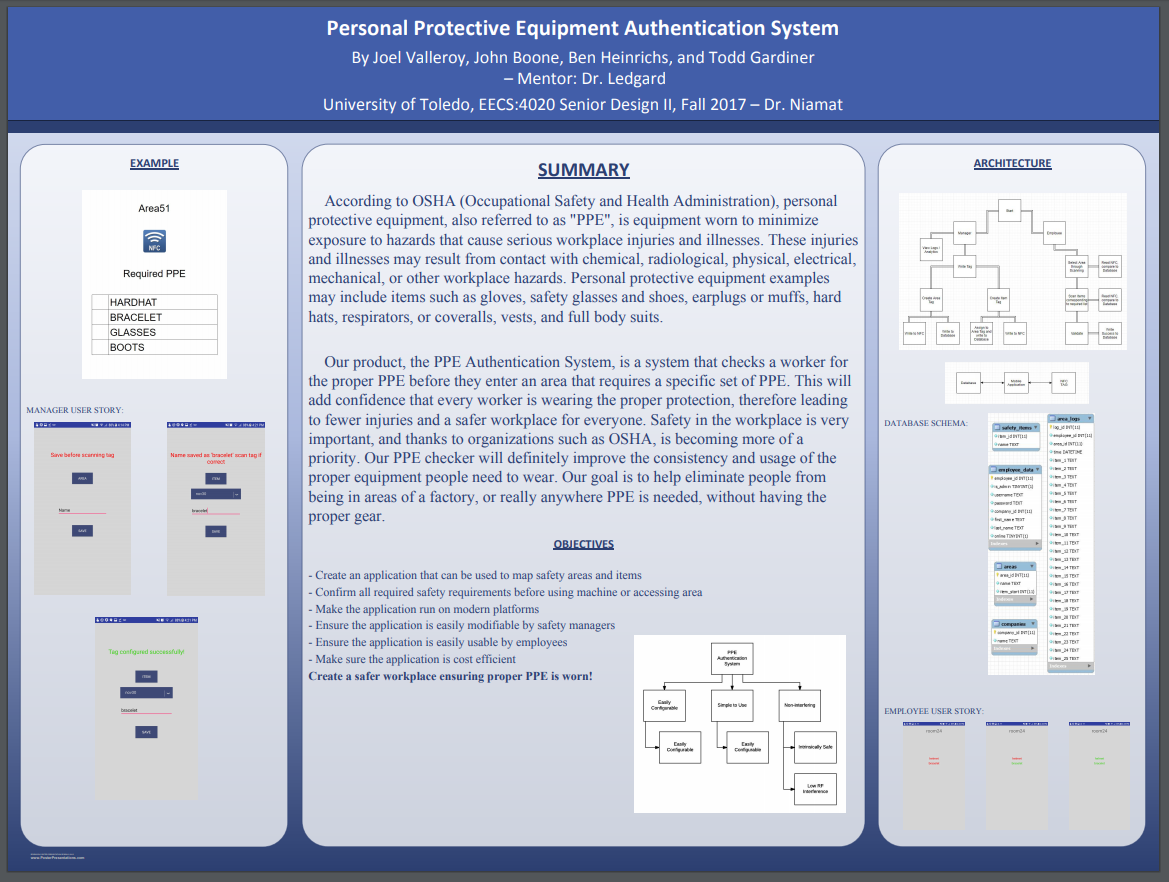 Personal Protective Equipment Authentication System
By Joel Valleroy, John Boone, Ben Heinrichs, and Todd Gardiner
– Mentor: Dr. Ledgard
University of Toledo, EECS:4020 Senior Design II, Fall 2017 – Dr. Niamat
EXAMPLE
Area51
NFC
Required PPE
HARDHAT
BRACELET
GLASSES
BOOTS
MANAGER USER STORY:
Save before scanning tag
AREA
Name
SAVE
Name saved as 'bracelet' scan tag if
correct
ITEM
bracelet
SAVE
Tag configured successfully!
ITEM
bracelet
SAVE
www.PosterPresentations.com
SUMMARY
According to OSHA (Occupational Safety and Health Administration), personal
protective equipment, also referred to as "PPE", is equipment worn to minimize
exposure to hazards that cause serious workplace injuries and illnesses. These injuries
and illnesses may result from contact with chemical, radiological, physical, electrical,
mechanical, or other workplace hazards. Personal protective equipment examples
may include items such as gloves, safety glasses and shoes, earplugs or muffs, hard
hats, respirators, or coveralls, vests, and full body suits.
Our product, the PPE Authentication System, is a system that checks a worker for
the proper PPE before they enter an area that requires a specific set of PPE. This will
add confidence that every worker is wearing the proper protection, therefore leading
to fewer injuries and a safer workplace for everyone. Safety in the workplace is very
important, and thanks to organizations such as OSHA, is becoming more of a
priority. Our PPE checker will definitely improve the consistency and usage of the
proper equipment people need to wear. Our goal is to help eliminate people from
being in areas of a factory, or really anywhere PPE is needed, without having the
proper gear.
OBJECTIVES
- Create an application that can be used to map safety areas and items
- Confirm all required safety requirements before using machine or accessing area
- Make the application run on modern platforms
- Ensure the application is easily modifiable by safety managers
- Ensure the application is easily usable by employees
- Make sure the application is cost efficient
Create a safer workplace ensuring proper PPE is worn!
PPE
Authentication
System
Easily
Configurable
Simple to Use
Non-interfering
Easily
Configurable
Easily
Configurable
Intrinsically Safe
Low RF
Interference
ARCHITECTURE
Start
Manager
Employee
View Logs /
Analytics
Write Tag
Select Area
through
Scanning
Read NFC
compare to
Database
Create Area
Tag
Create Item
Tag
Scan Items
corresponding
to required list
Read NFC
compare to
Database
Write to NFC
Write to
Database
Assign to
Area Tag and
write to
Database
Write to NFC
Validate
Write
Success to
Database
Database
Mobile
Application
NFC
TAG
DATABASE SCHEMA:
safety_items
item_id INT(11)
name TEXT
employee_data
employee_id INT(11)
is_admin TINYINT(1)
username TEXT
password TEXT
company_id INT(11)
first_name TEXT
last_name TEXT
online TINYINT(1)
Indexes
areas
area_id INT(11)
name TEXT
item_start INT(11)
Indexes
companies
company_id INT(11)
name TEXT
Indexes
area_logs
log_id INT(11)
employee_id INT(11)
area_id INT(11)
time DATETIME
item_1 TEXT
item_2 TEXT
item_3 TEXT
item_4 TEXT
item_5 TEXT
item_6 TEXT
item_7 TEXT
item_8 TEXT
item_9 TEXT
item_10 TEXT
item_11 TEXT
item_12 TEXT
item_13 TEXT
item_14 TEXT
item_15 TEXT
item_16 TEXT
item_17 TEXT
item_18 TEXT
item_19 TEXT
item_20 TEXT
item_21 TEXT
item_22 TEXT
item_23 TEXT
item_24 TEXT
item_25 TEXT
Indexes
EMPLOYEE USER STORY:
room24
room24
room24